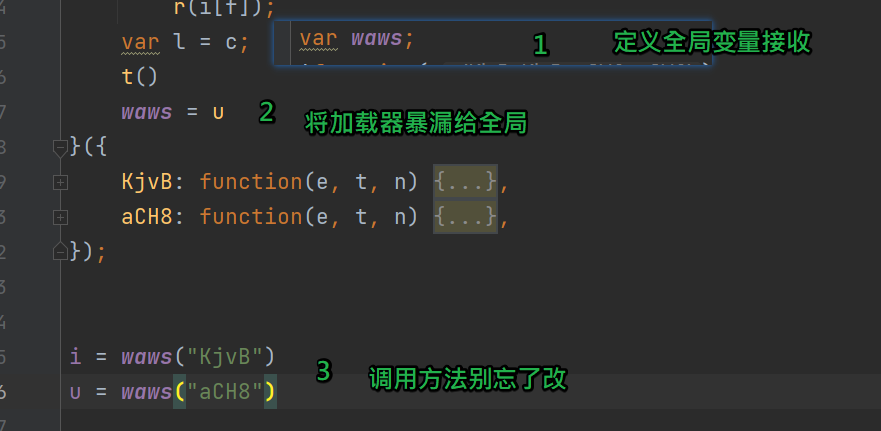 r(i[f]);
var l = c;
var waws;
1 定义全局变量接收
t()
waws = u
2 将加载器暴漏给全局
}({
KjvB: function(e, t, n) {...},
aCH8: function(e, t, n) {...},
});
i = waws("KjvB")
3 调用方法别忘了改
u = waws("aCH8")